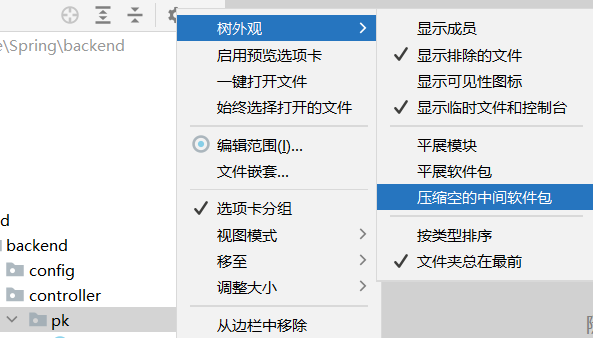 e\Spring\backend
d
backend
config
controller
pk
树外观
启用预览选项卡
一键打开文件
始终选择打开的文件
编辑范围(I)...
文件嵌套...
选项卡分组
视图模式
移至
调整大小
从边栏中移除
显示成员
显示排除的文件
显示可见性图标
显示临时文件和控制台
平展模块
平展软件包
压缩空的中间软件包
按类型排序
文件夹总在最前